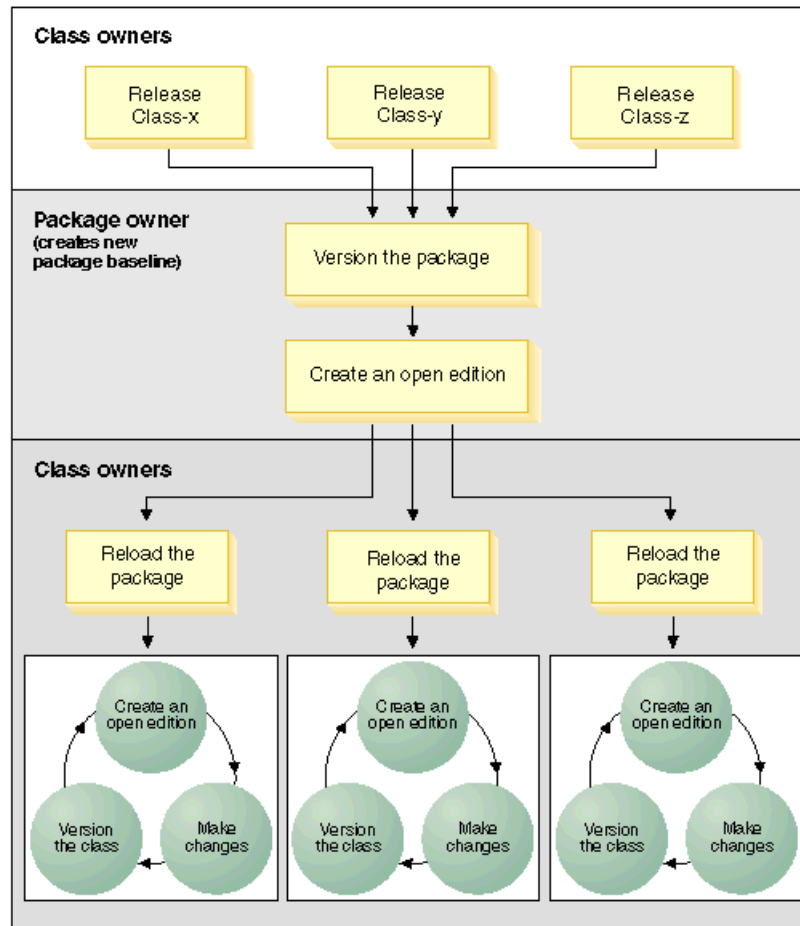 Class owners
Release
Class-x
Release
Class-y
Release
Class-z
Package owner
(creates new
package baseline)
Version the package
Create an open edition
Class owners
Reload the
package
Reload the
package
Reload the
package
Create an
open edition
Version
the class
Make
changes
Create an
open edition
Version
the class
Make
changes
Create an
open edition
Version
the class
Make
changes